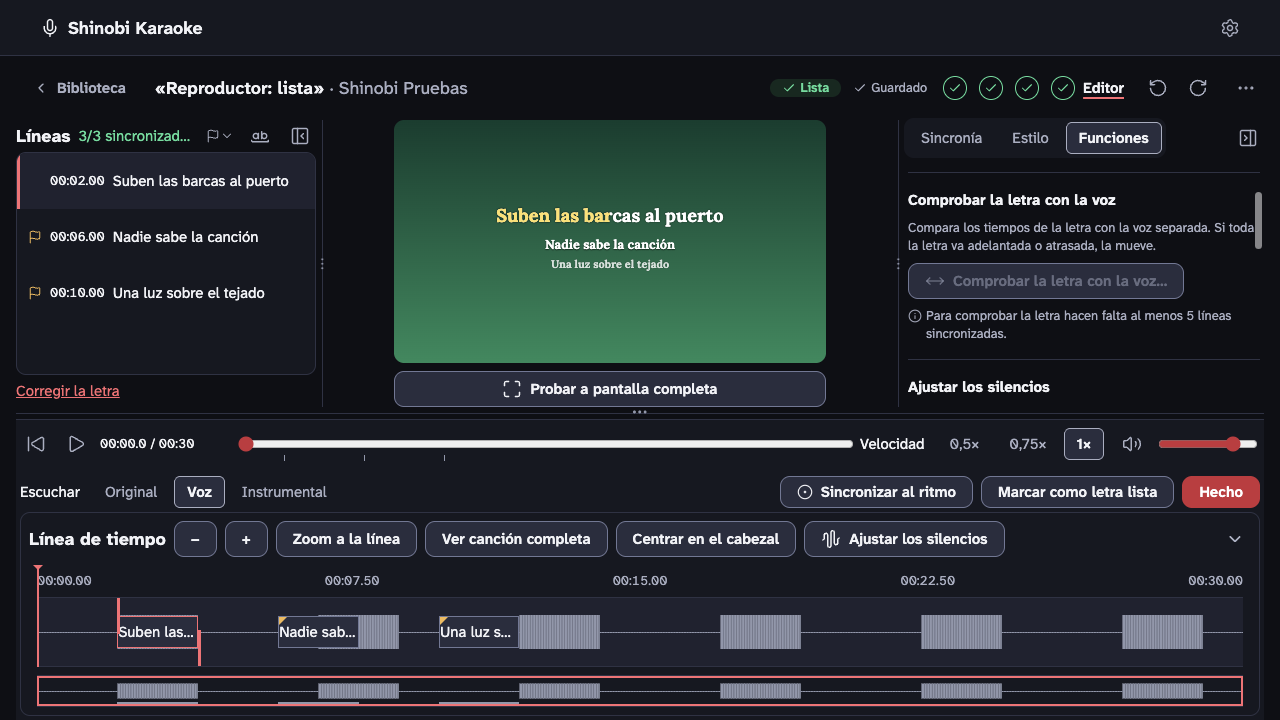 Shinobi Karaoke
Biblioteca
«Reproductor: lista» · Shinobi Pruebas
Lista
Guardado
Editor
Líneas
3/3 sincronizad...
ab
00:02.00 Suben las barcas al puerto
00:06.00 Nadie sabe la canción
00:10.00 Una luz sobre el tejado
Corregir la letra
Suben las barcas al puerto
Nadie sabe la canción
Una luz sobre el tejado
Probar a pantalla completa
Sincronía
Estilo
Funciones
Comprobar la letra con la voz
Compara los tiempos de la letra con la voz separada. Si toda
la letra va adelantada o atrasada, la mueve.
Comprobar la letra con la voz...
Para comprobar la letra hacen falta al menos 5 líneas
sincronizadas.
Ajustar los silencios
00:00.0 / 00:30
Velocidad
0,5×
0,75×
1×
Escuchar
Original
Voz
Instrumental
Sincronizar al ritmo
Marcar como letra lista
Hecho
Línea de tiempo
−
+
Zoom a la línea
Ver canción completa
Centrar en el cabezal
Ajustar los silencios
00:00.00
00:07.50
00:15.00
00:22.50
00:30.00
Suben las...
Nadie sab...
Una luz s...